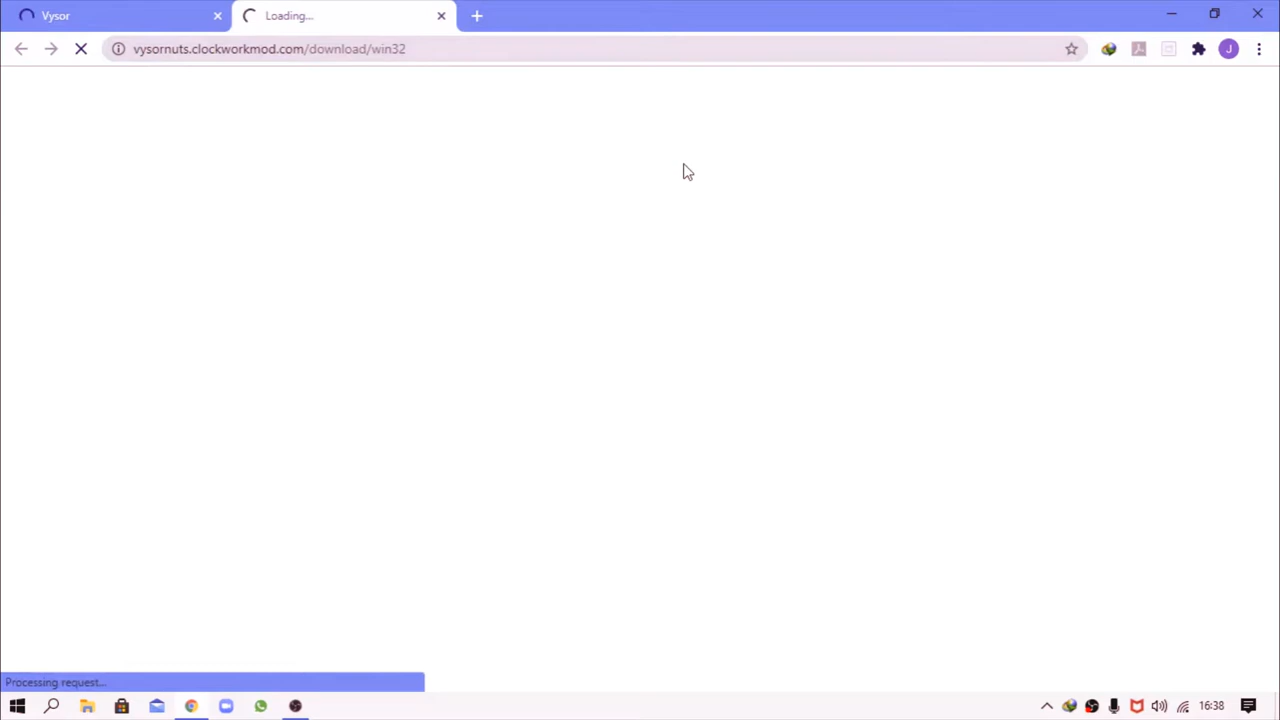 Vysor
Loading...
vysornuts.clockworkmod.com/download/win32
J
Processing request...
16:38